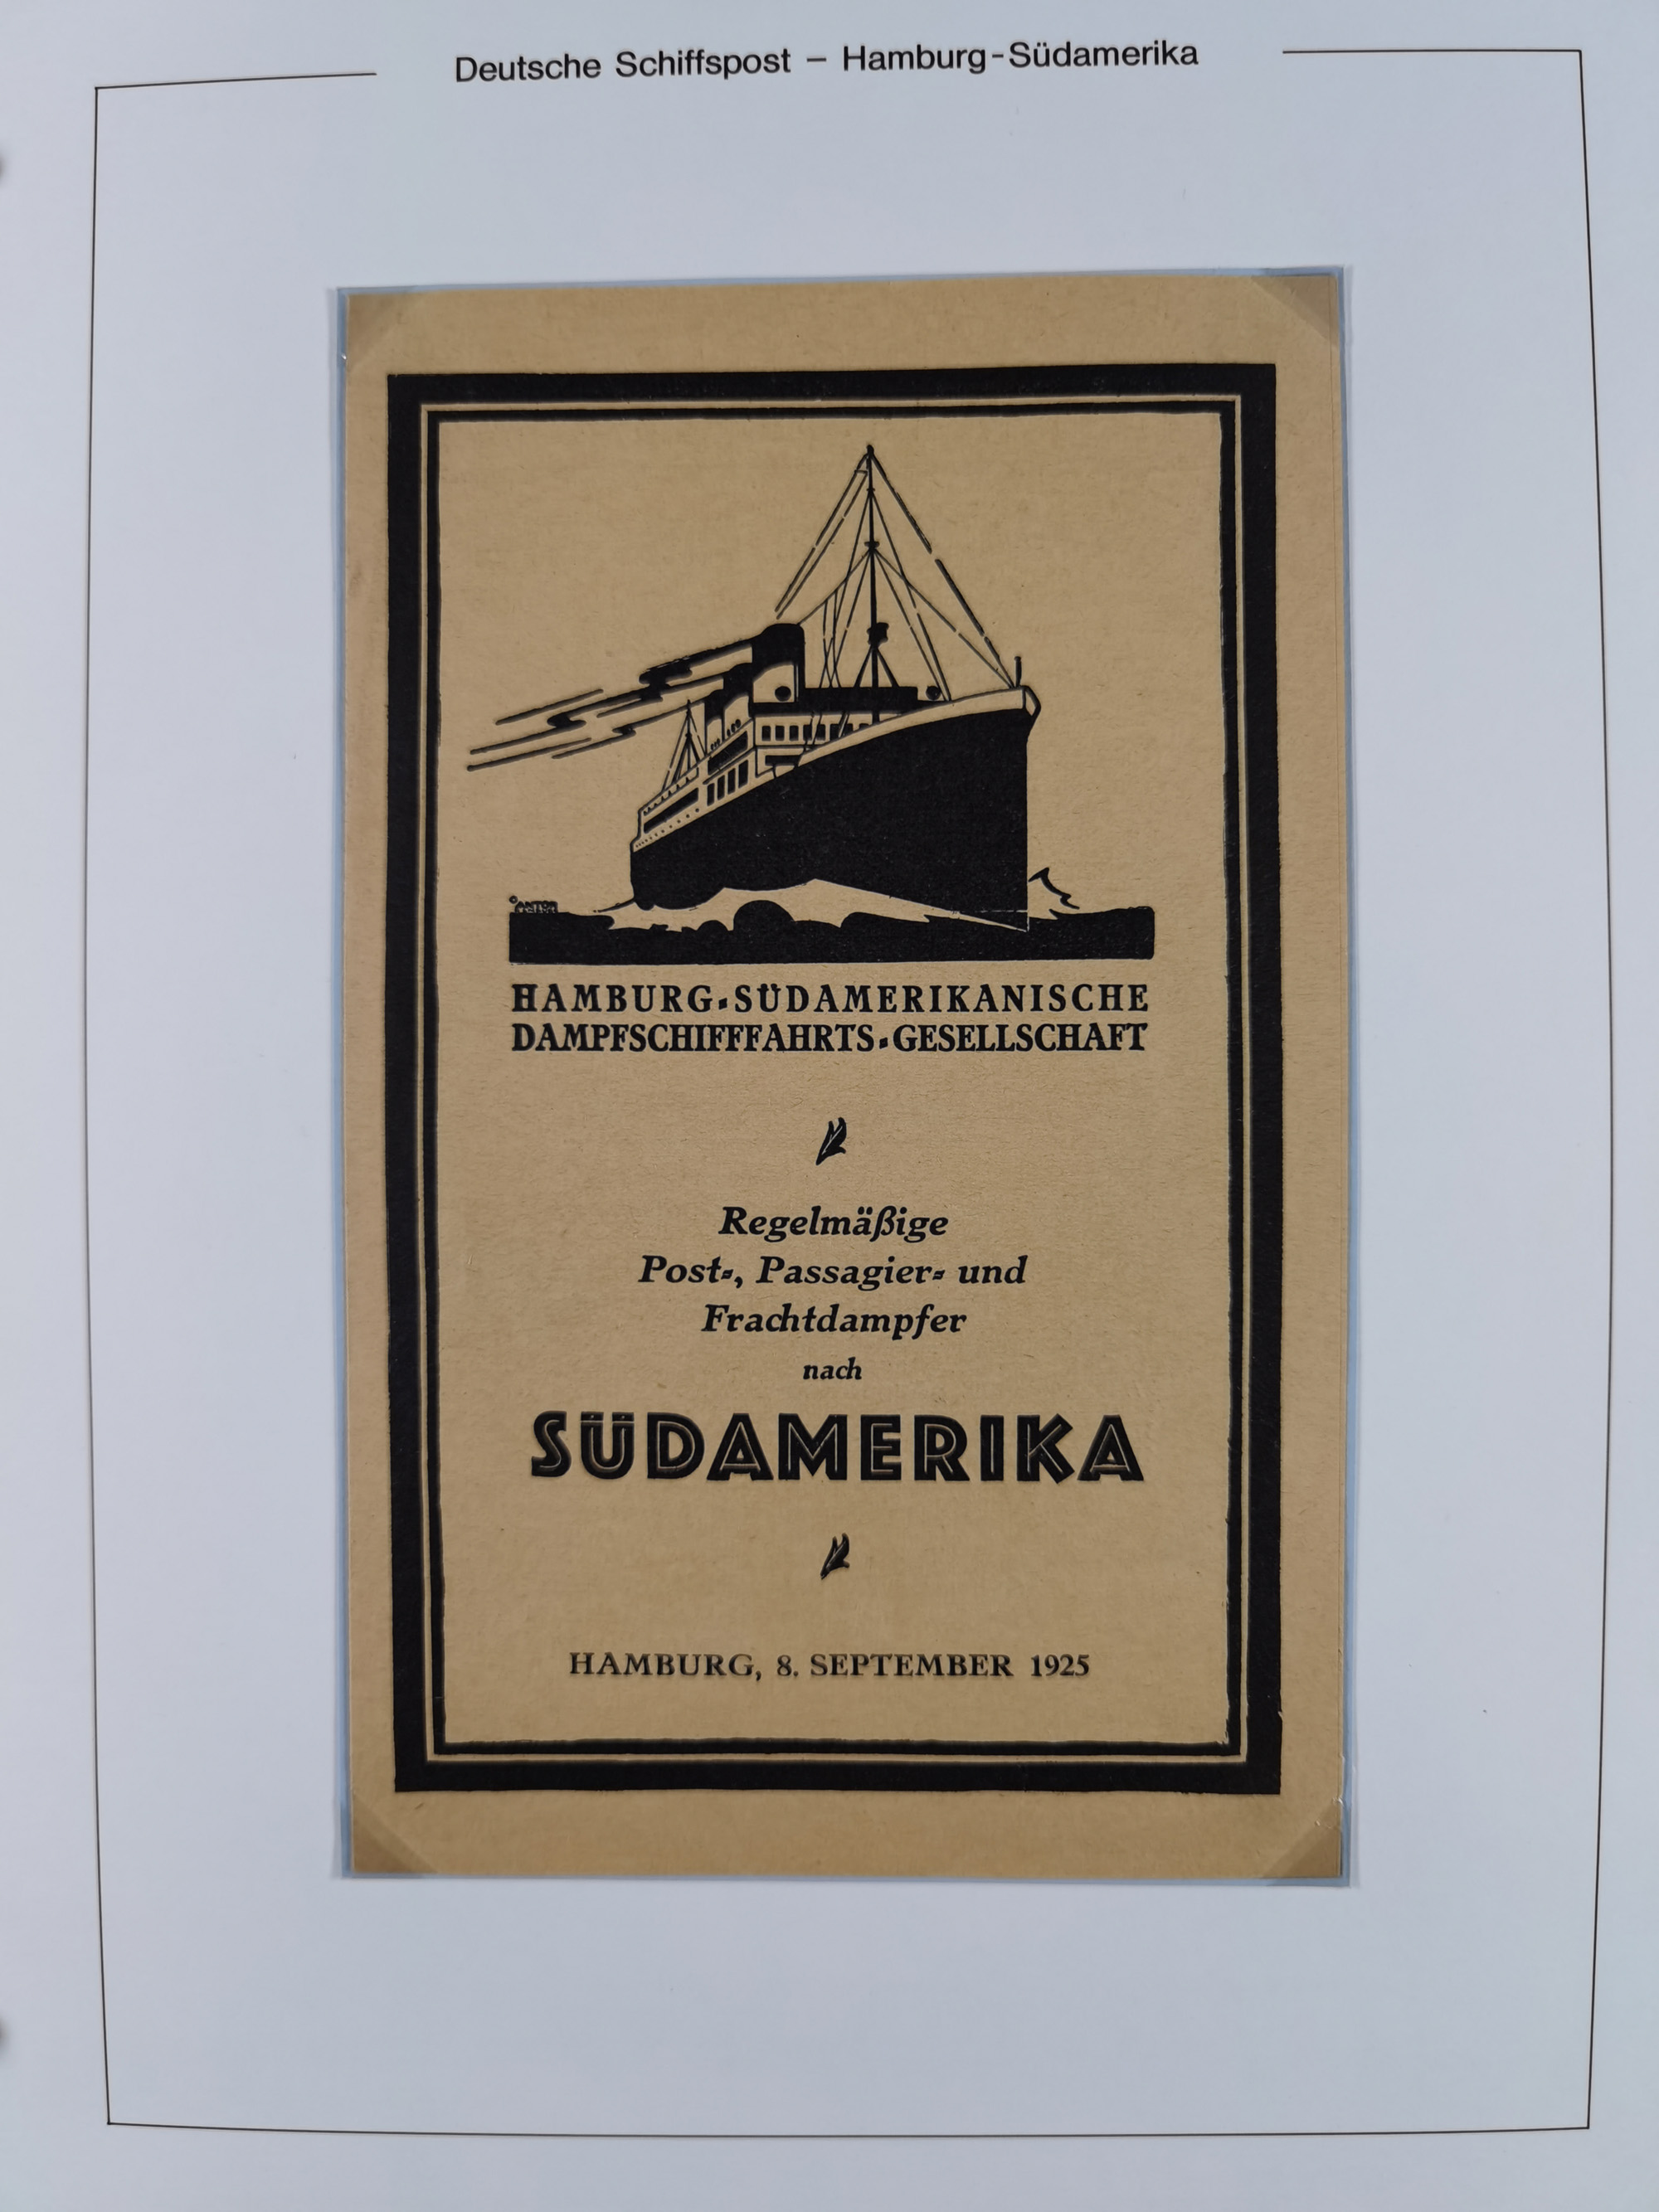 Deutsche Schiffspost – Hamburg-Südamerika
HAMBURG-SÜDAMERIKANISCHE
DAMPFSCHIFFFAHRTS-GESELLSCHAFT
Regelmäßige
Post-, Passagier- und
Frachtdampfer
nach
SÜDAMERIKA
HAMBURG, 8. SEPTEMBER 1925